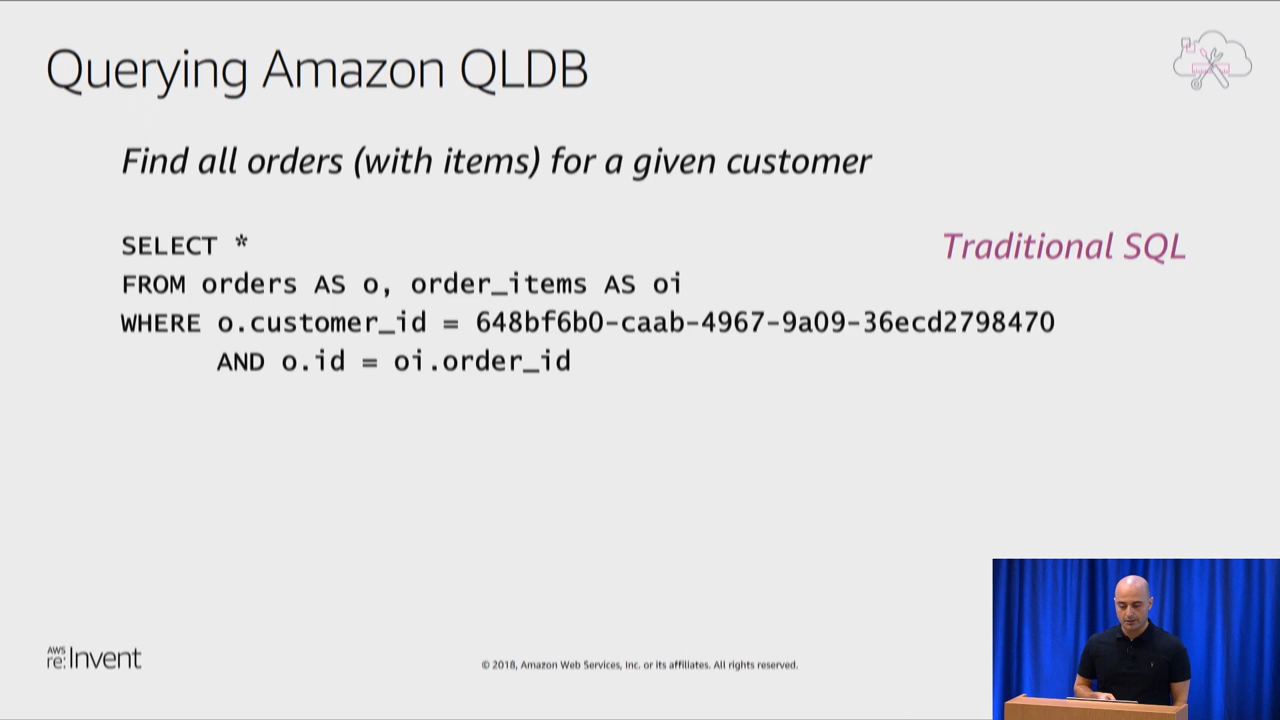 Querying Amazon QLDB
Find all orders (with items) for a given customer
SELECT *
Traditional SQL
FROM orders AS o, order_items AS oi
WHERE o.customer_id = 648bf6b0-caab-4967-9a09-36ecd2798470
AND o.id = oi.order_id
AWS
re:Invent
© 2018, Amazon Web Services, Inc. or its affiliates. All rights reserved.